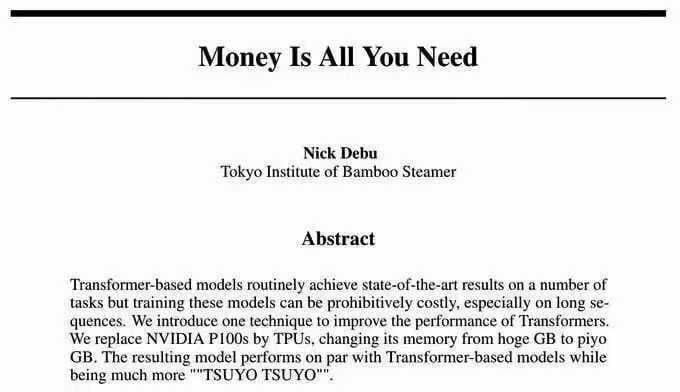 Money Is All You Need
Nick Debu
Tokyo Institute of Bamboo Steamer
Abstract
Transformer-based models routinely achieve state-of-the-art results on a number of
tasks but training these models can be prohibitively costly, especially on long se-
quences. We introduce one technique to improve the performance of Transformers.
We replace NVIDIA P100s by TPUs, changing its memory from hoge GB to piyo
GB. The resulting model performs on par with Transformer-based models while
being much more ""TSUYO TSUYO"".